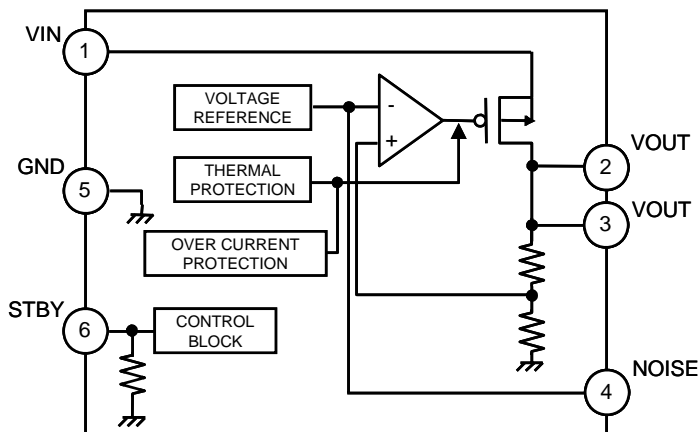 VIN
1
VOLTAGE
REFERENCE
-
+
VOUT
2
GND
5
THERMAL
PROTECTION
VOUT
3
OVER CURRENT
PROTECTION
STBY
6
CONTROL
BLOCK
NOISE
4